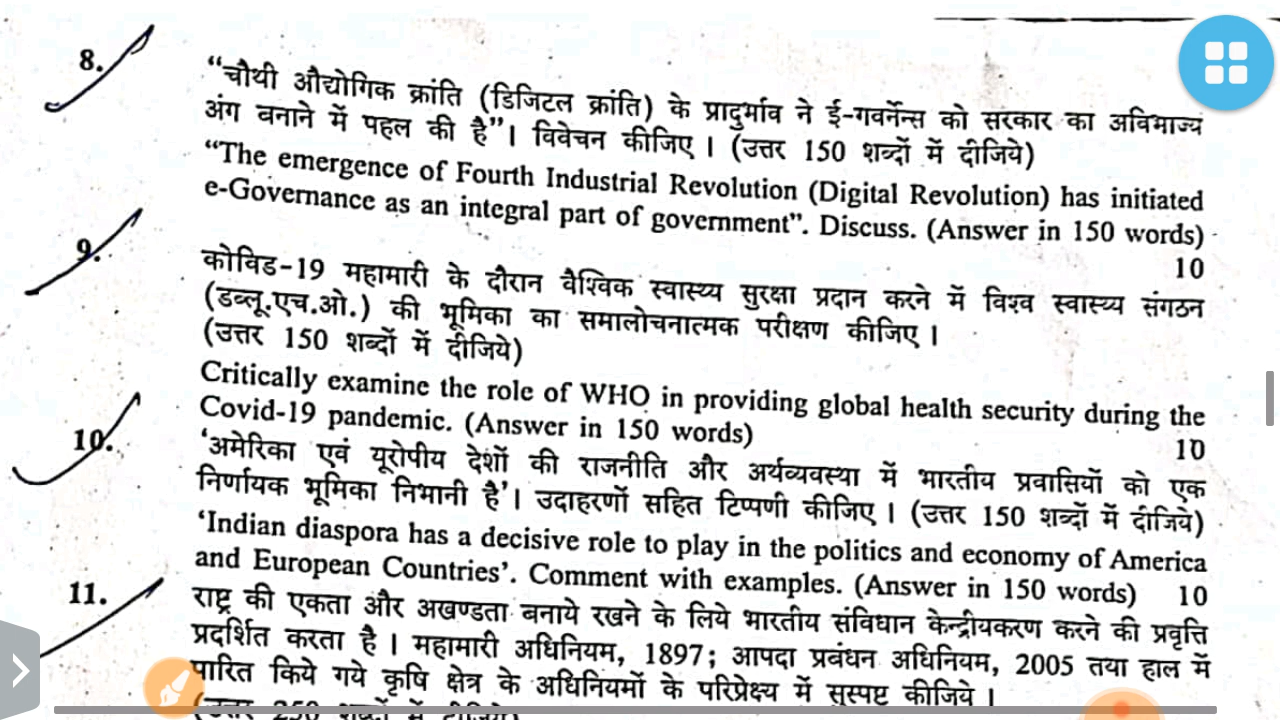 8.
“चौथी औद्योगिक क्रांति (डिजिटल क्रांति) के प्रादुर्भाव ने ई-गवर्नेन्स को सरकार का अविभाज्य
अंग बनाने में पहल की है”। विवेचन कीजिए। (उत्तर 150 शब्दों में दीजिये)
“The emergence of Fourth Industrial Revolution (Digital Revolution) has initiated
e-Governance as an integral part of government”. Discuss. (Answer in 150 words)
10
9.
कोविड-19 महामारी के दौरान वैश्विक स्वास्थ्य सुरक्षा प्रदान करने में विश्व स्वास्थ्य संगठन
(डब्लू.एच.ओ.) की भूमिका का समालोचनात्मक परीक्षण कीजिए।
(उत्तर 150 शब्दों में दीजिये)
Critically examine the role of WHO in providing global health security during the
Covid-19 pandemic. (Answer in 150 words) 10
10.
‘अमेरिका एवं यूरोपीय देशों की राजनीति और अर्थव्यवस्था में भारतीय प्रवासियों को एक
निर्णायक भूमिका निभानी है’। उदाहरणों सहित टिप्पणी कीजिए। (उत्तर 150 शब्दों में दीजिये)
‘Indian diaspora has a decisive role to play in the politics and economy of America
and European Countries’. Comment with examples. (Answer in 150 words) 10
11.
राष्ट्र की एकता और अखण्डता बनाये रखने के लिये भारतीय संविधान केन्द्रीयकरण करने की प्रवृत्ति
प्रदर्शित करता है। महामारी अधिनियम, 1897; आपदा प्रबंधन अधिनियम, 2005 तथा हाल में
पारित किये गये कृषि क्षेत्र के अधिनियमों के परिप्रेक्ष्य में सुस्पष्ट कीजिये।
(उत्तर 250 शब्दों में दीजिये)